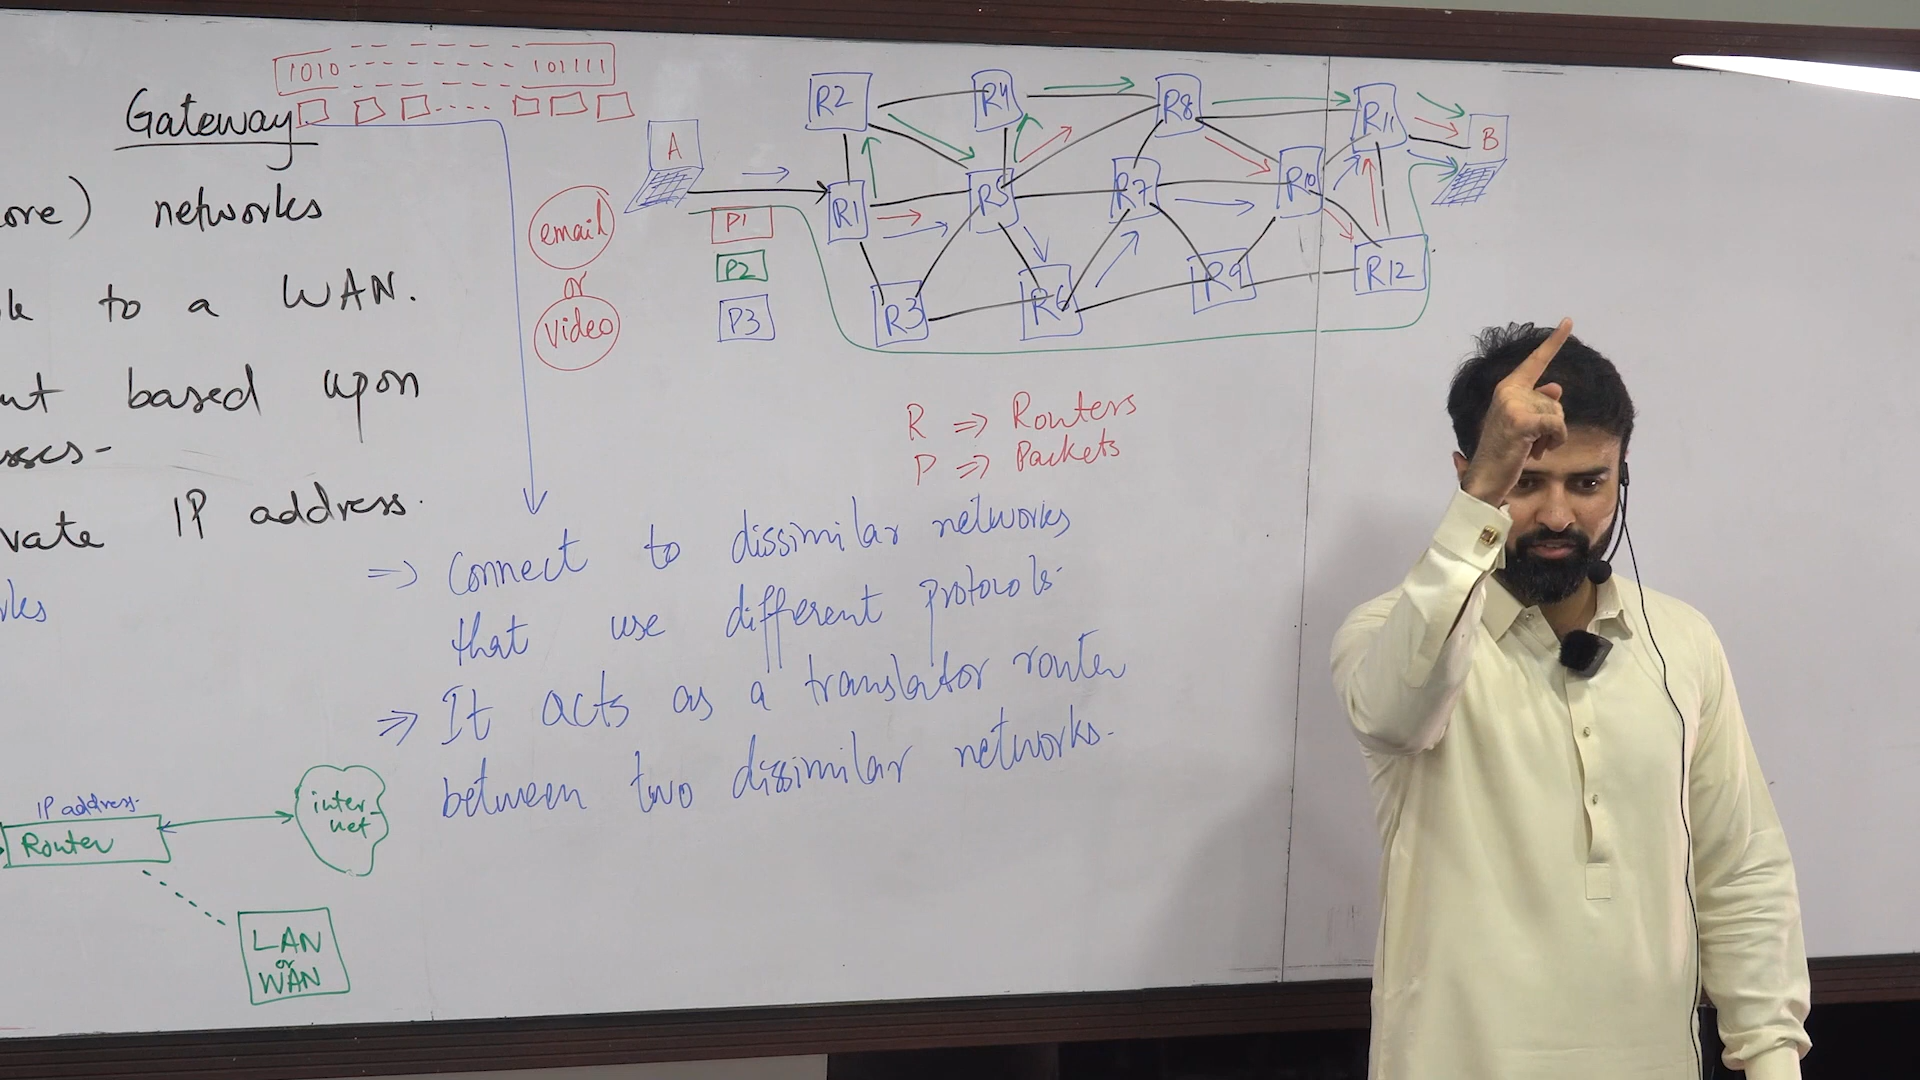 1010 101111
Gateway
networks
to a WAN.
based upon
IP address.
IP address.
Router
inter-
net
LAN
or
WAN
email
or
Video
A
P1
P2
P3
R2
R4
R8
R11
B
R1
R5
R7
R10
R3
R6
R9
R12
R => Routers
P => Packets
=> Connect to dissimilar networks
that use different protocols.
=> It acts as a translator router
between two dissimilar networks.